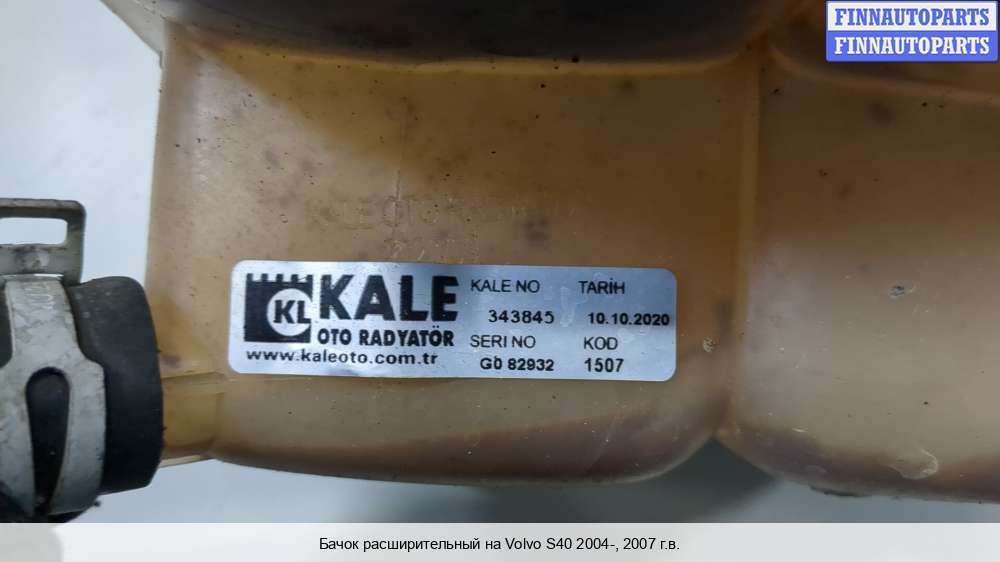 FINNAUTOPARTS
FINNAUTOPARTS
KL KALE
OTO RADYATÖR
www.kaleoto.com.tr
KALE NO TARİH
343845 10.10.2020
SERI NO KOD
G0 82932 1507
Бачок расширительный на Volvo S40 2004-, 2007 г.в.